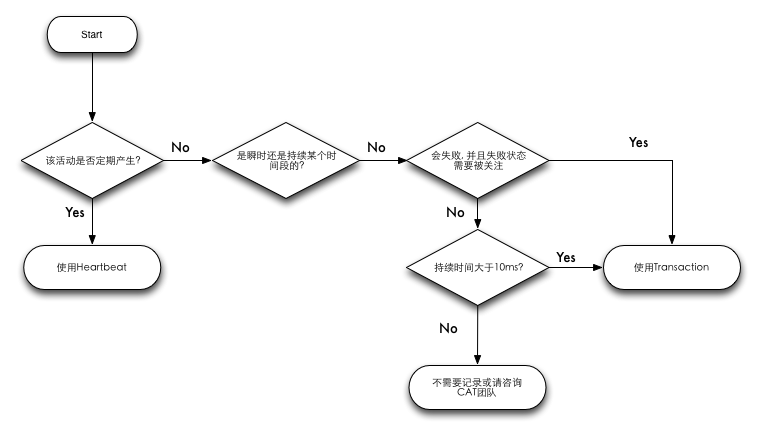 Start
该活动是否定期产生?
No
是瞬时还是持续某个时
间段的?
No
会失败, 并且失败状态
需要被关注
Yes
Yes
No
使用Heartbeat
持续时间大于10ms?
Yes
使用Transaction
No
不需要记录或请咨询
CAT团队